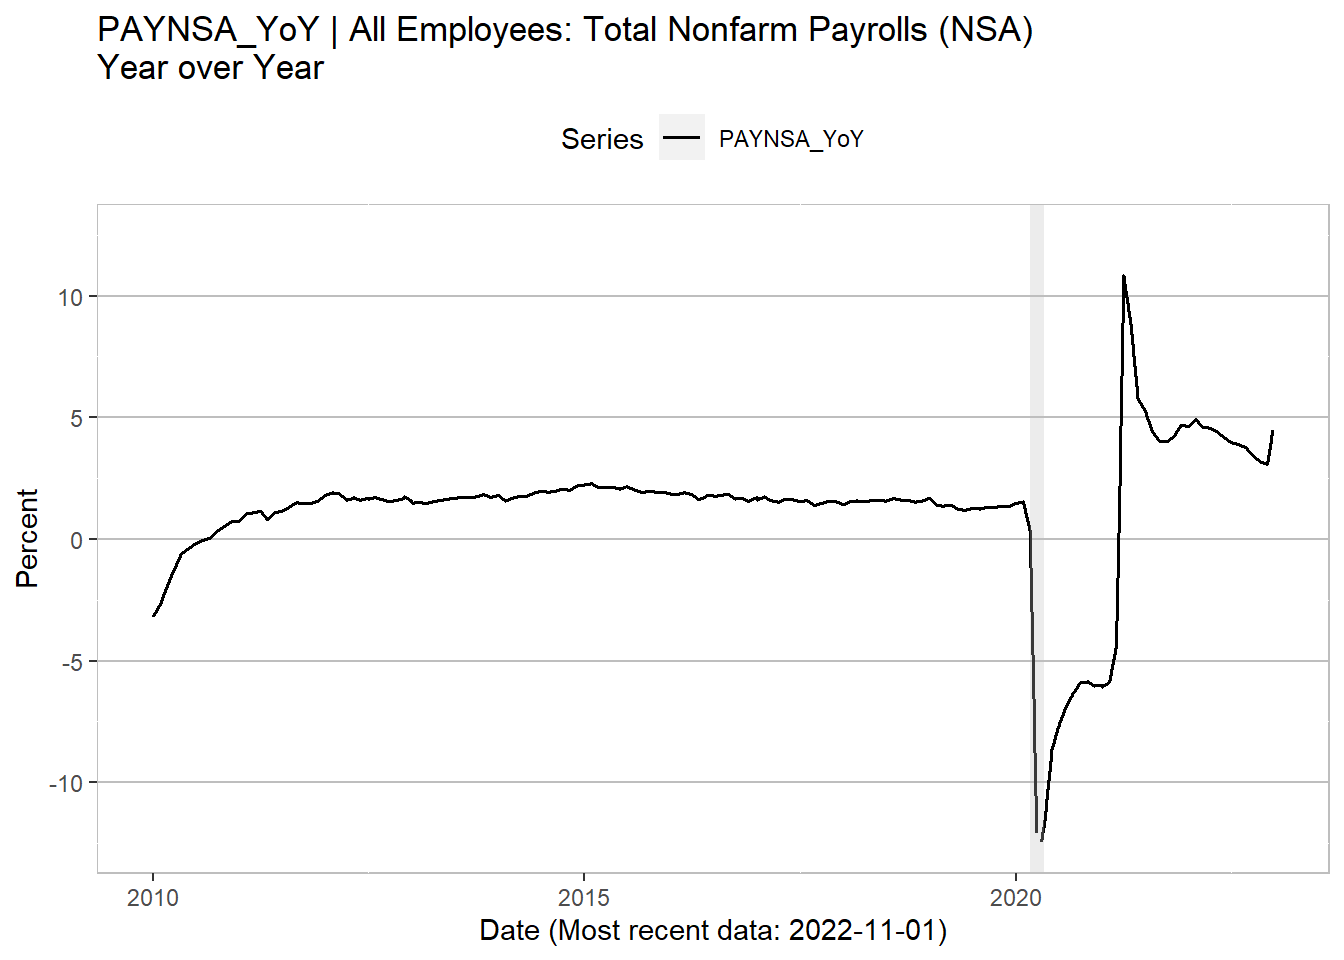 PAYNSA_YoY | All Employees: Total Nonfarm Payrolls (NSA)
Year over Year
Series PAYNSA_YoY
10
5
0
-5
-10
Percent
2010 2015 2020
Date (Most recent data: 2022-11-01)